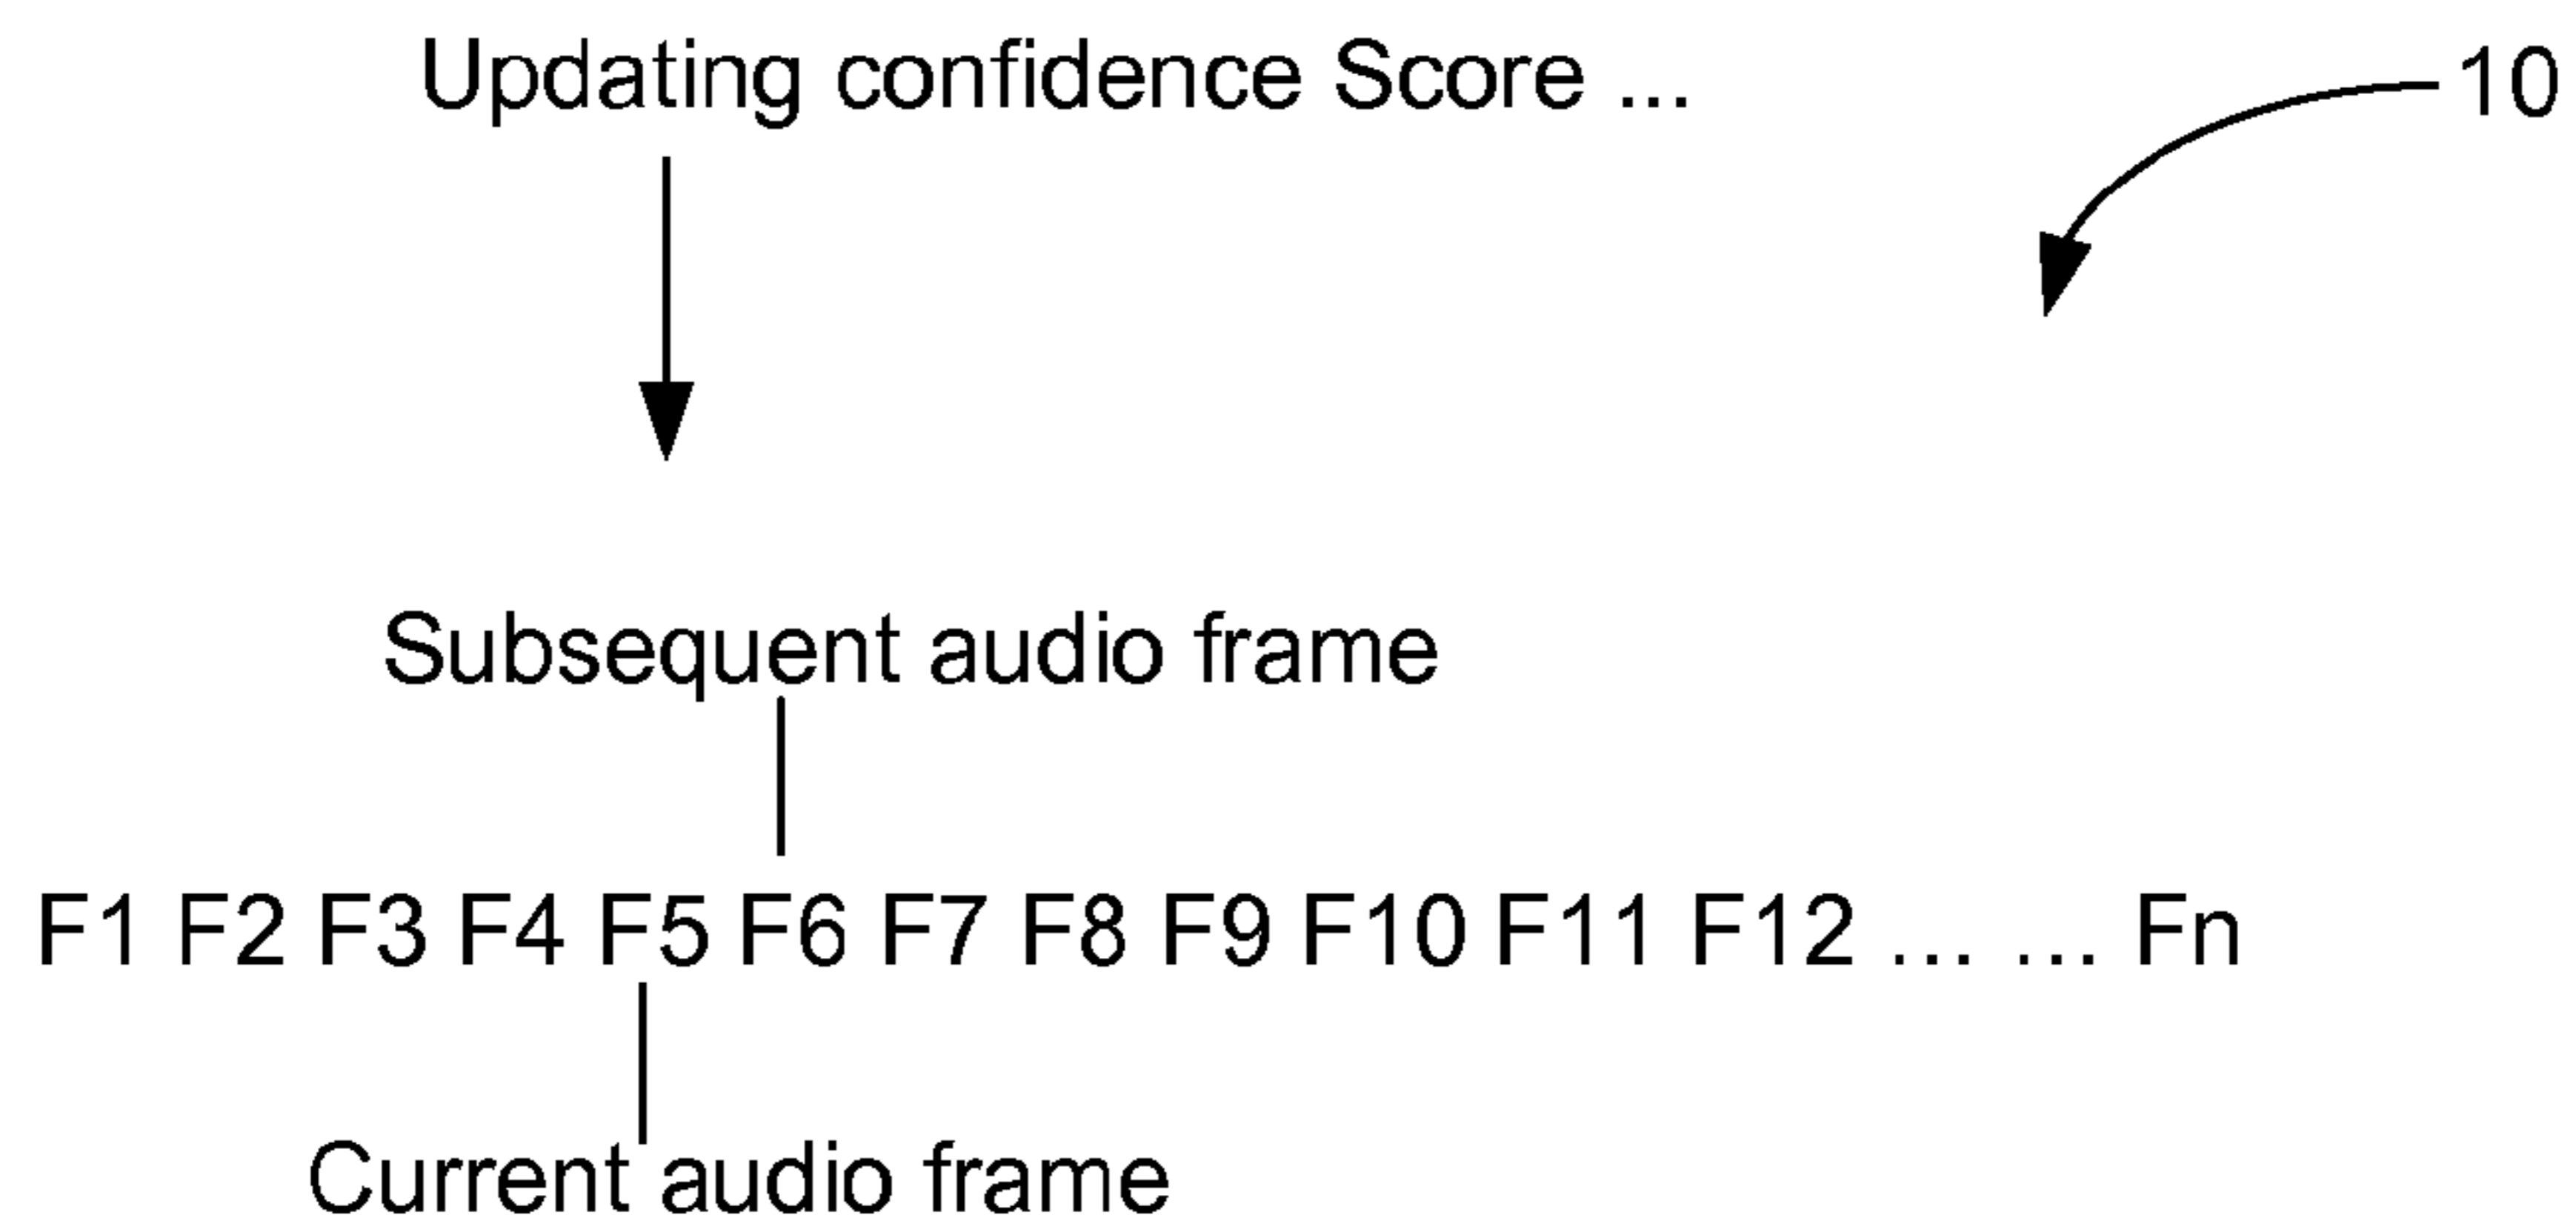 Updating confidence Score ...
10
Subsequent audio frame
F1 F2 F3 F4 F5 F6 F7 F8 F9 F10 F11 F12 ... ... Fn
Current audio frame